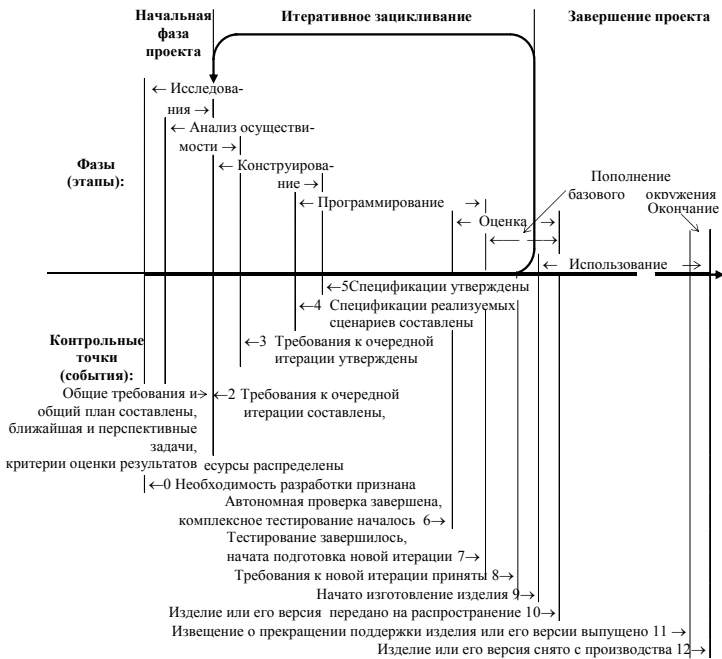 Начальная фаза проекта
Итеративное зацикливание
Завершение проекта
← Исследова-
ния →
← Анализ осуществи-
мости →
← Конструирова-
ние →
← Программирование →
Фазы
(этапы):
Пополнение
базового окружения
Окончание
← Оценка →
← Использование →
←5Спецификации утверждены
←4 Спецификации реализуемых
сценариев составлены
←3 Требования к очередной
итерации утверждены
Контрольные
точки
(события):
Общие требования и→
общий план составлены,
ближайшая и перспективные
задачи,
критерии оценки результатов
←2 Требования к очередной
итерации составлены,
есурсы распределены
←0 Необходимость разработки признана
Автономная проверка завершена,
комплексное тестирование началось 6→
Тестирование завершилось,
начата подготовка новой итерации 7→
Требования к новой итерации приняты 8→
Начато изготовление изделия 9→
Изделие или его версия передано на распространение 10→
Извещение о прекращении поддержки изделия или его версии выпущено 11 →
Изделие или его версия снято с производства 12→